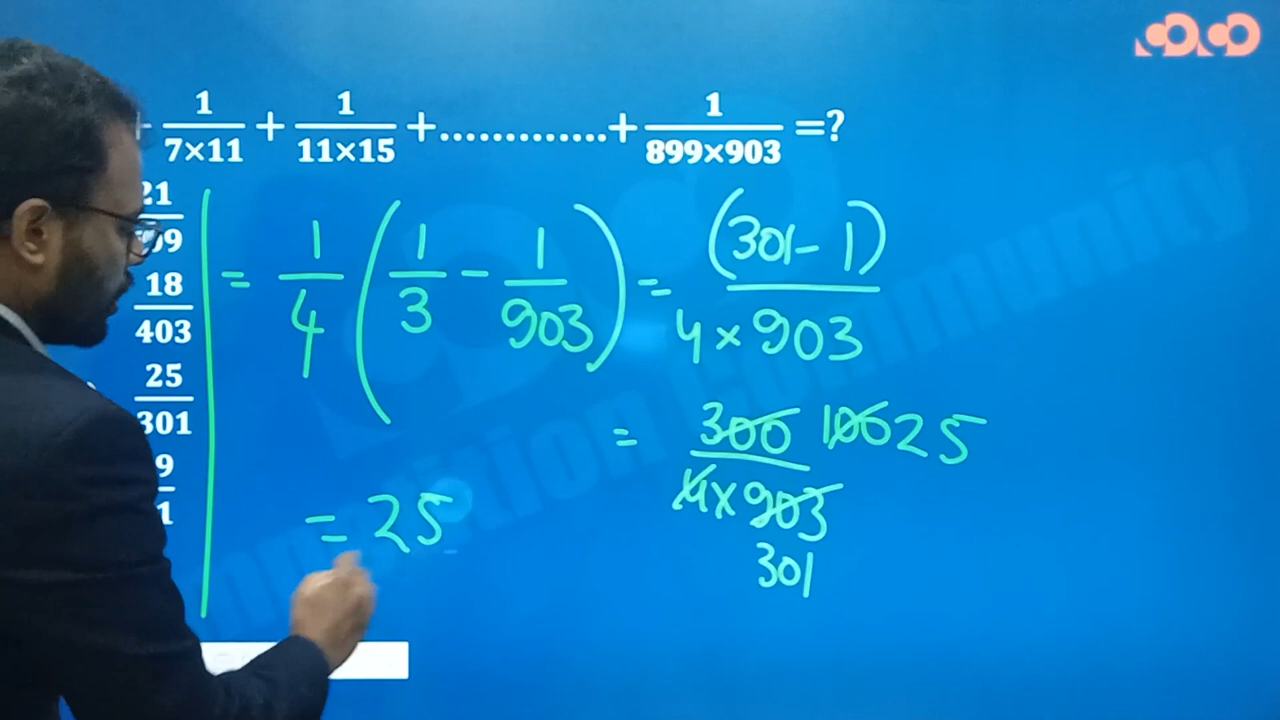 + 1/7×11 + 1/11×15 +.............+ 1/899×903 =?
21
18/403
25/301
= 1/4 (1/3 - 1/903) = (301-1)/4×903
= 300 100 25/4×903 301
= 25